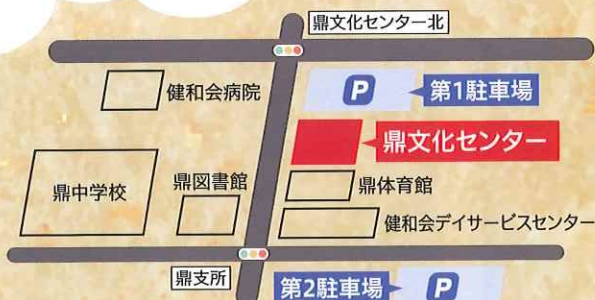 鼎文化センター北
健和会病院
P
第1駐車場
鼎文化センター
鼎中学校
鼎図書館
鼎体育館
健和会デイサービスセンター
鼎支所
第2駐車場
P